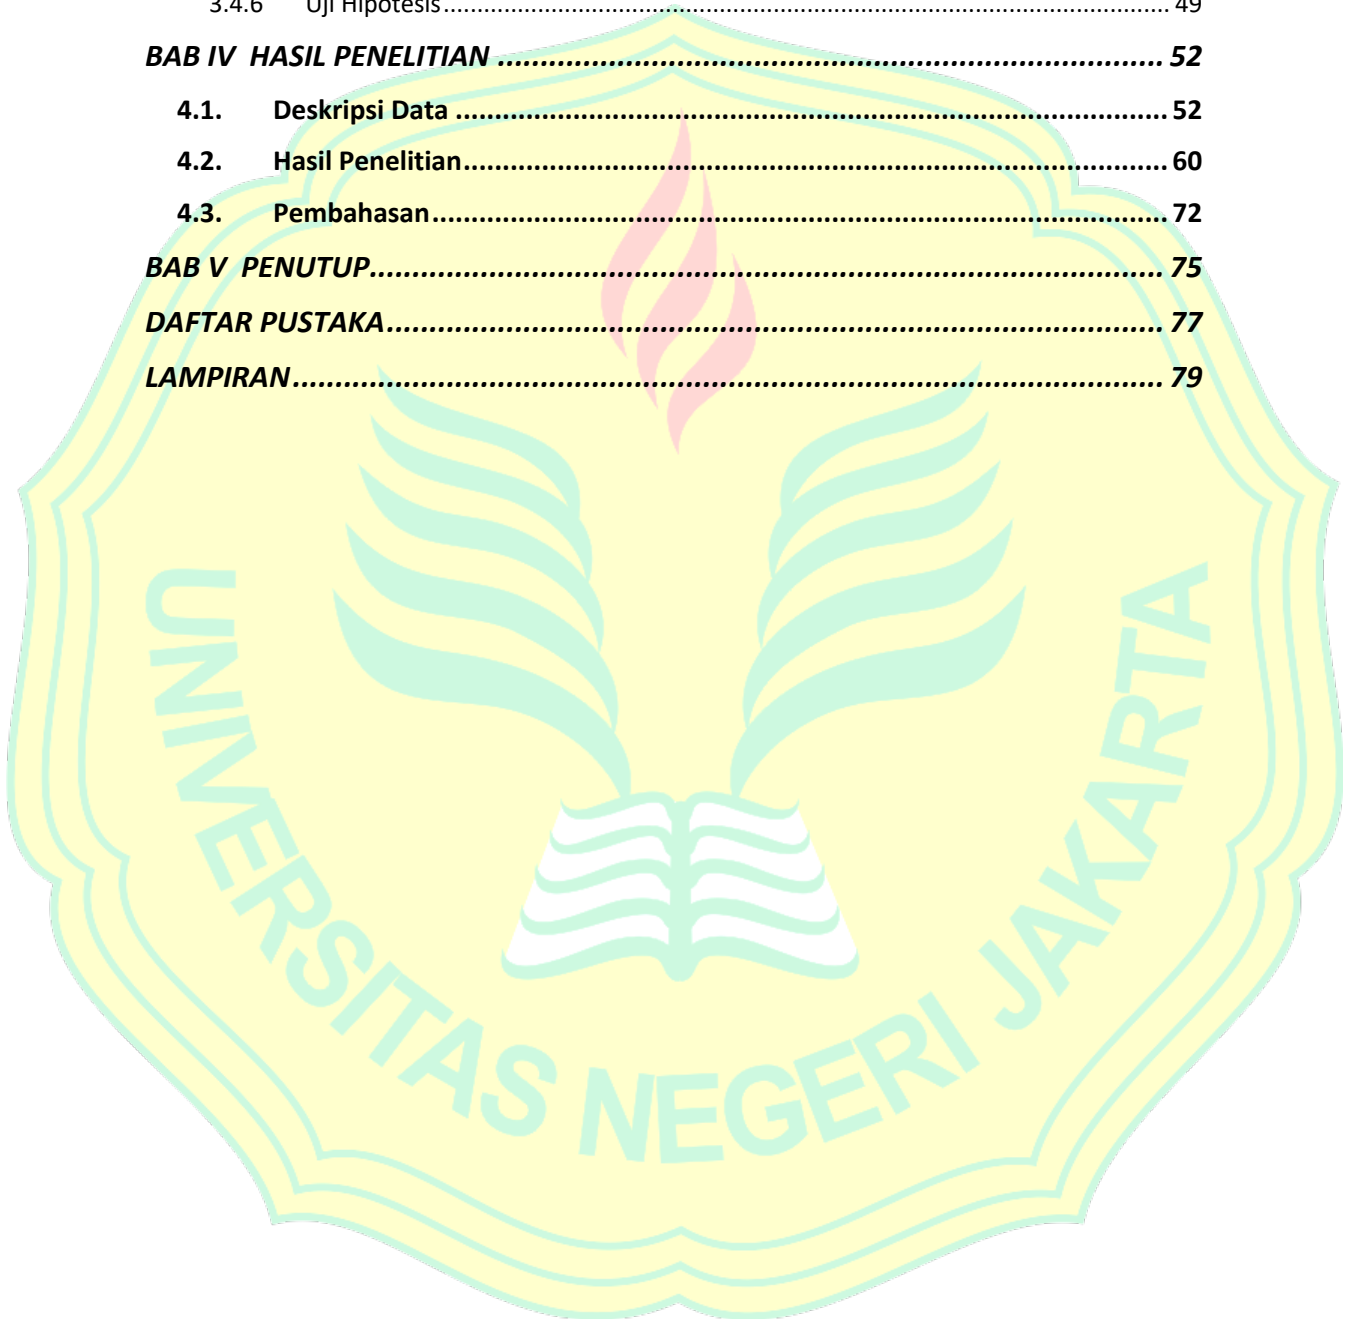 3.4.6 Uji Hipotesis 49
BAB IV HASIL PENELITIAN 52
4.1. Deskripsi Data 52
4.2. Hasil Penelitian 60
4.3. Pembahasan 72
BAB V PENUTUP 75
DAFTAR PUSTAKA 77
LAMPIRAN 79
UNIVERSITAS NEGERI JAKARTA